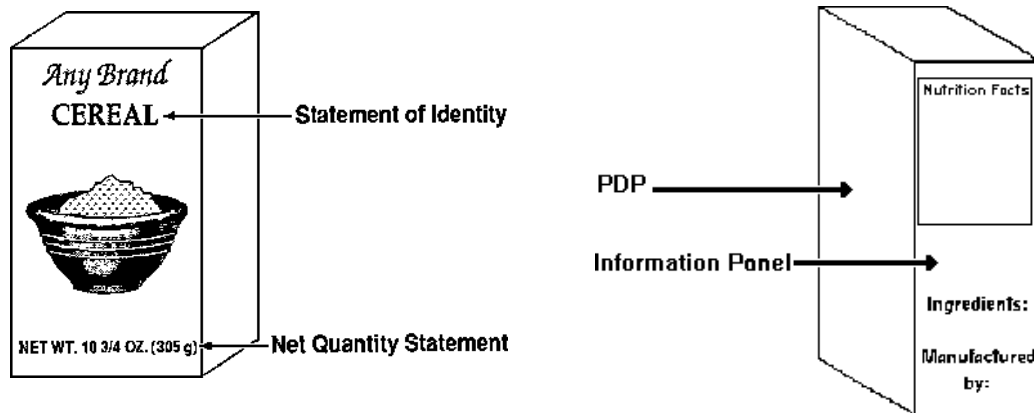 Any Brand
CEREAL
Statement of Identity
NET WT. 10 3/4 OZ. (305 g)
Net Quantity Statement
Nutrition Facts
PDP
Information Panel
Ingredients:
Manufactured
by: